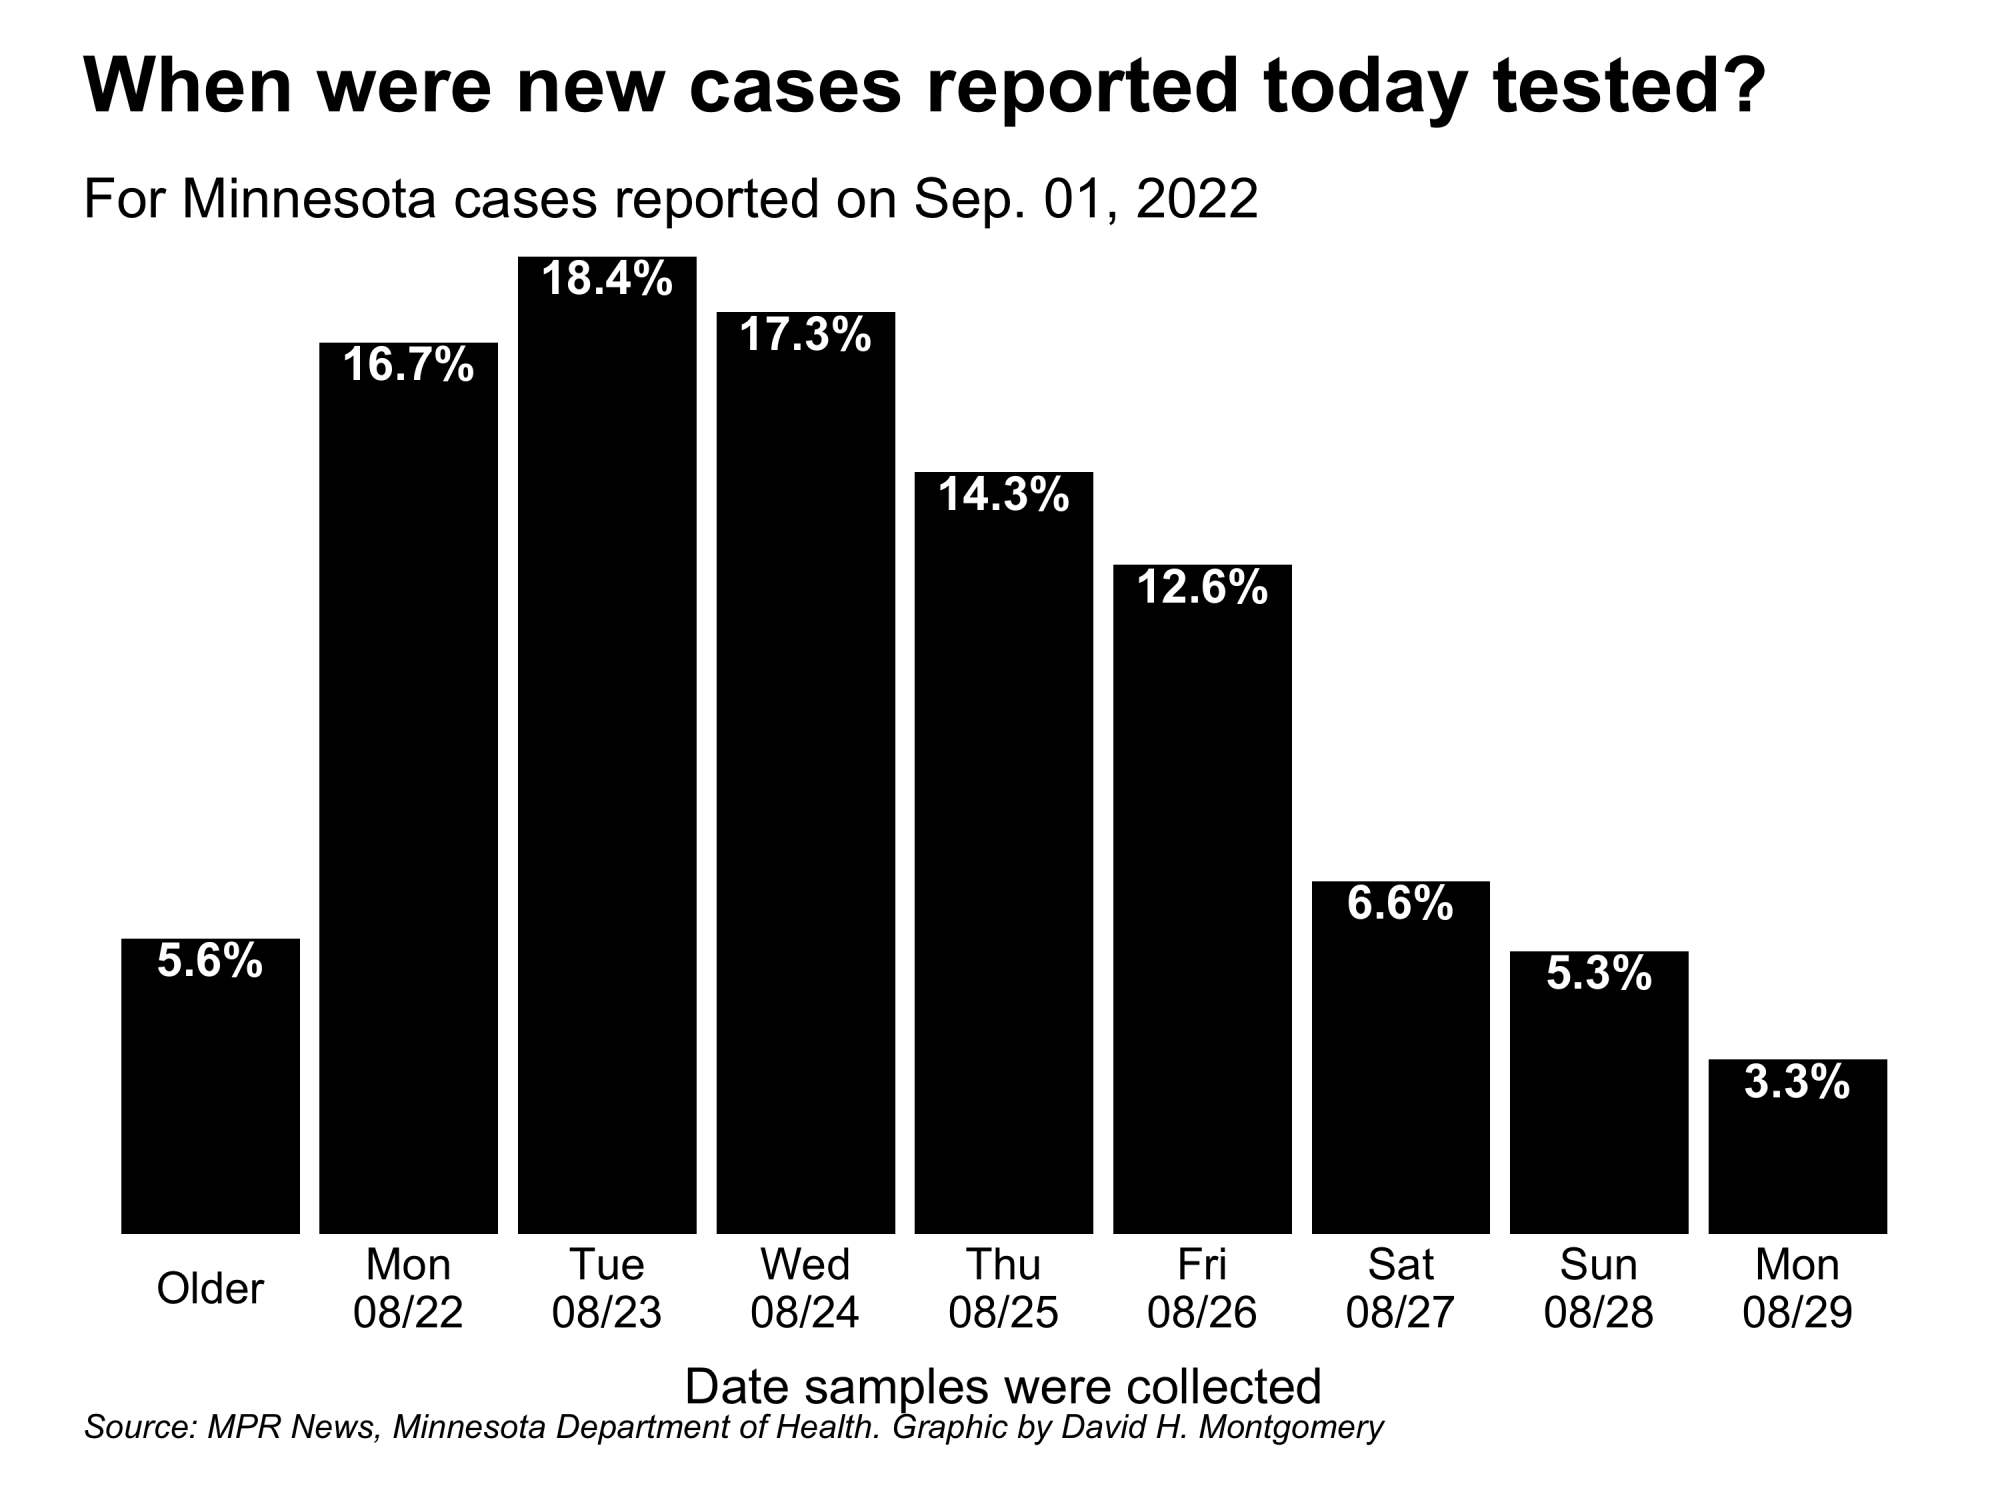 When were new cases reported today tested?
For Minnesota cases reported on Sep. 01, 2022
18.4%
17.3%
16.7%
14.3%
12.6%
6.6%
5.6%
5.3%
3.3%
Older
Mon
08/22
Tue
08/23
Wed
08/24
Thu
08/25
Fri
08/26
Sat
08/27
Sun
08/28
Mon
08/29
Date samples were collected
Source: MPR News, Minnesota Department of Health. Graphic by David H. Montgomery